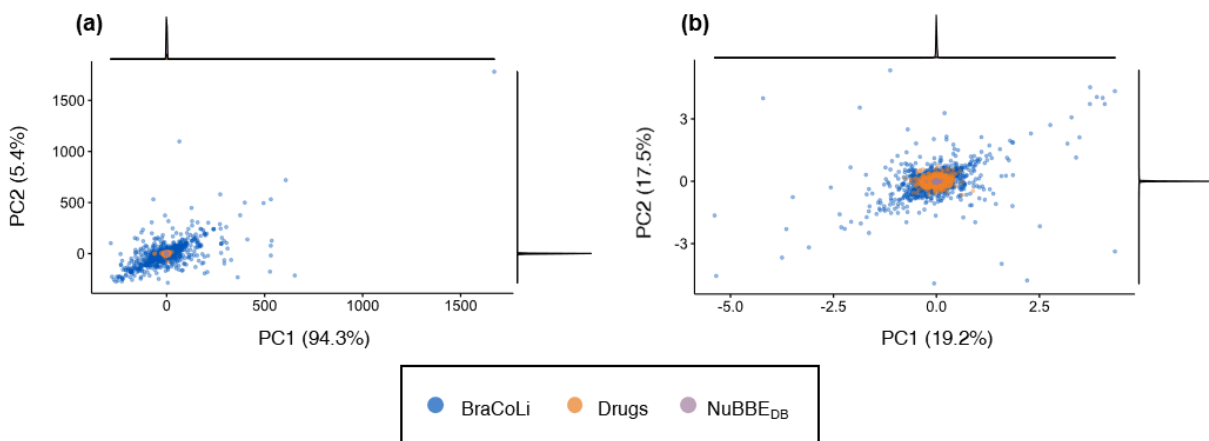 (a)
1500
1000
500
0
PC2 (5.4%)
0 500 1000 1500
PC1 (94.3%)
(b)
3
0
-3
PC2 (17.5%)
-5.0 -2.5 0.0 2.5
PC1 (19.2%)
BraCoLi Drugs NuBBE_DB